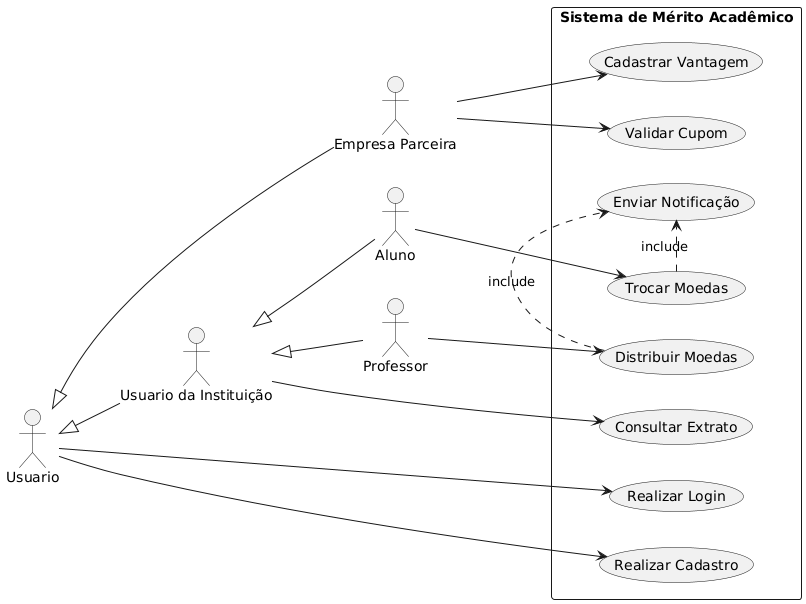 Sistema de Mérito Acadêmico
Cadastrar Vantagem
Empresa Parceira
Validar Cupom
Enviar Notificação
include
Aluno
include
Trocar Moedas
Professor
Distribuir Moedas
Usuario da Instituição
Consultar Extrato
Usuario
Realizar Login
Realizar Cadastro